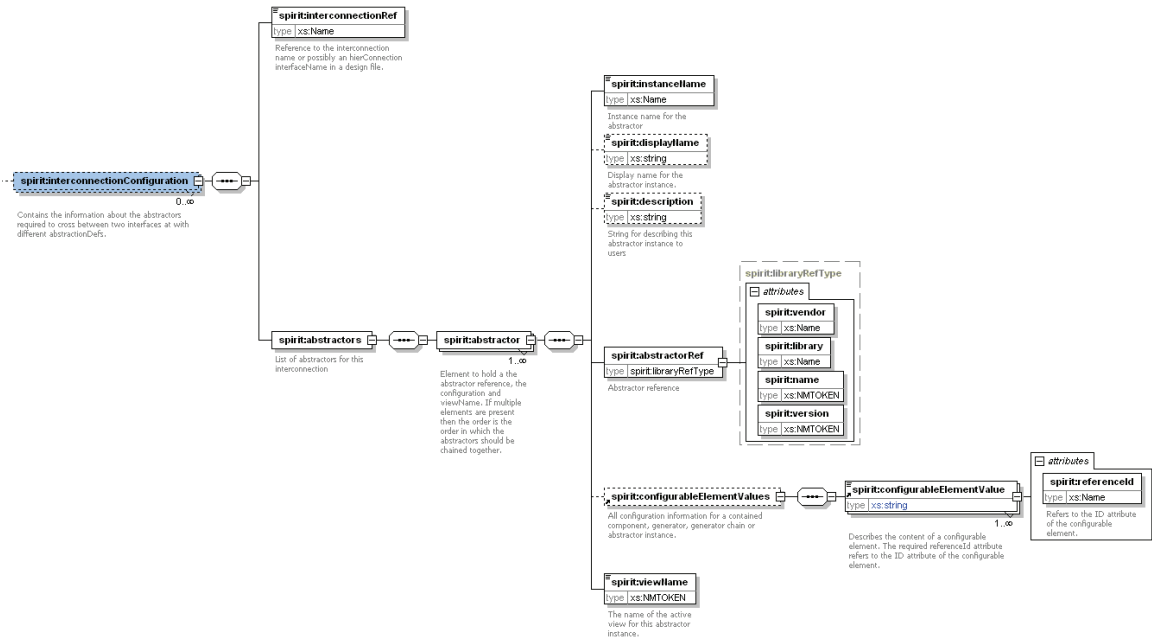 spirit:interconnectionRef
type xs:Name
Reference to the interconnection
name or possibly an hierConnection
interfaceName in a design file.
spirit:interconnectionConfiguration
0..∞
Contains the information about the abstractors
required to cross between two interfaces at with
different abstractionDefs.
spirit:abstractors
List of abstractors for this
interconnection
spirit:abstractor
1..∞
Element to hold a the
abstractor reference, the
configuration and
viewName. If multiple
elements are present
then the order is the
order in which the
abstractors should be
chained together.
spirit:instanceName
type xs:Name
Instance name for the
abstractor
spirit:displayName
type xs:string
Display name for the
abstractor instance.
spirit:description
type xs:string
String for describing this
abstractor instance to
users
spirit:abstractorRef
type spirit:libraryRefType
Abstractor reference
spirit:libraryRefType
attributes
spirit:vendor
type xs:Name
spirit:library
type xs:Name
spirit:name
type xs:NMTOKEN
spirit:version
type xs:NMTOKEN
spirit:configurableElementValues
All configuration information for a contained
component, generator, generator chain or
abstractor instance.
spirit:configurableElementValue
type xs:string
1..∞
Describes the content of a configurable
element. The required referenceId attribute
refers to the ID attribute of the configurable
element.
attributes
spirit:referenceId
type xs:Name
Refers to the ID attribute
of the configurable
element.
spirit:viewName
type xs:NMTOKEN
The name of the active
view for this abstractor
instance.